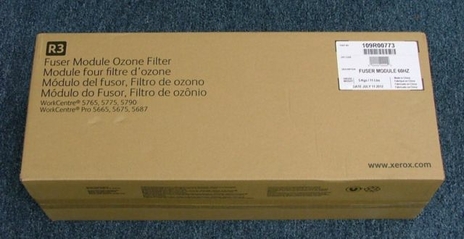 R3
Fuser Module Ozone Filter
Module four filtre d'ozone
Módulo del fusor, Filtro de ozono
Módulo do Fusor, Filtro de ozônio
WorkCentre® 5765, 5775, 5790
WorkCentre® Pro 5665, 5675, 5687
109R00773
FUSER MODULE 60HZ
www.xerox.com